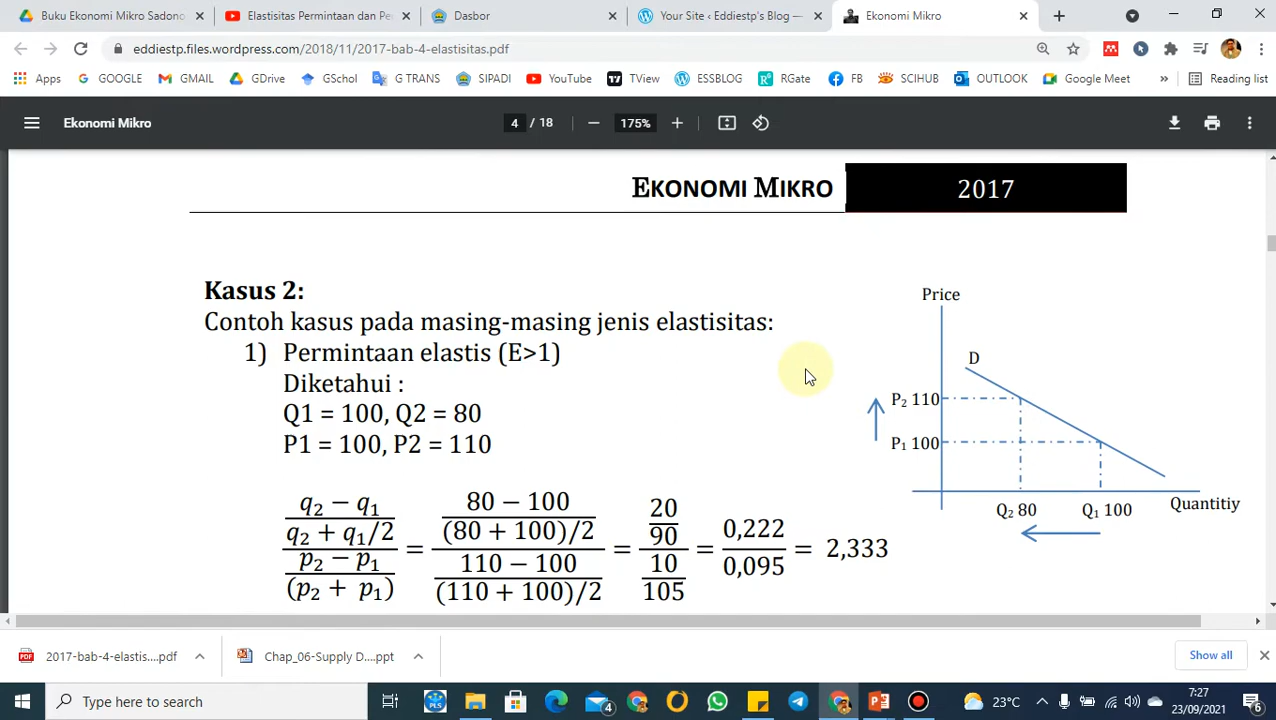 Buku Ekonomi Mikro Sadono
Elastisitas Permintaan dan Pe
Dasbor
Your Site ‹ Eddiestp's Blog —
Ekonomi Mikro
eddiestp.files.wordpress.com/2018/11/2017-bab-4-elastisitas.pdf
Apps GOOGLE GMAIL GDrive GSchol G TRANS SIPADI YouTube TView ESSBLOG RGate FB SCIHUB OUTLOOK Google Meet » Reading list
Ekonomi Mikro
4 / 18
175%
EKONOMI MIKRO 2017
Kasus 2:
Contoh kasus pada masing-masing jenis elastisitas:
1) Permintaan elastis (E>1)
Diketahui :
Q1 = 100, Q2 = 80
P1 = 100, P2 = 110
q₂ − q₁ 80 − 100 20
q₂ + q₁/2 (80 + 100)/2 90 0,222
= = = = 2,333
p₂ − p₁ 110 − 100 10 0,095
(p₂ + p₁) (110 + 100)/2 105
Price
D
P₂ 110
P₁ 100
Q₂ 80 Q₁ 100 Quantitiy
2017-bab-4-elastis....pdf
Chap_06-Supply D....ppt
Show all
Type here to search
PLS
4
23°C
7:27
23/09/2021
6